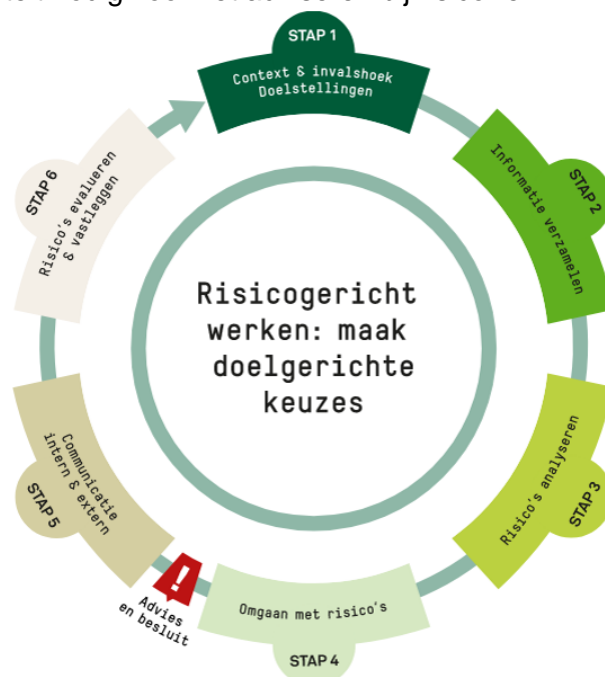 STAP 1
Context & invalshoek
Doelstellingen
STAP 2
Informatie verzamelen
STAP 3
Risico's analyseren
Omgaan met risico's
STAP 4
Advies
en besluit
Communicatie
intern & extern
STAP 5
STAP 6
Risico's evalueren
& vastleggen
Risicogericht
werken: maak
doelgerichte
keuzes